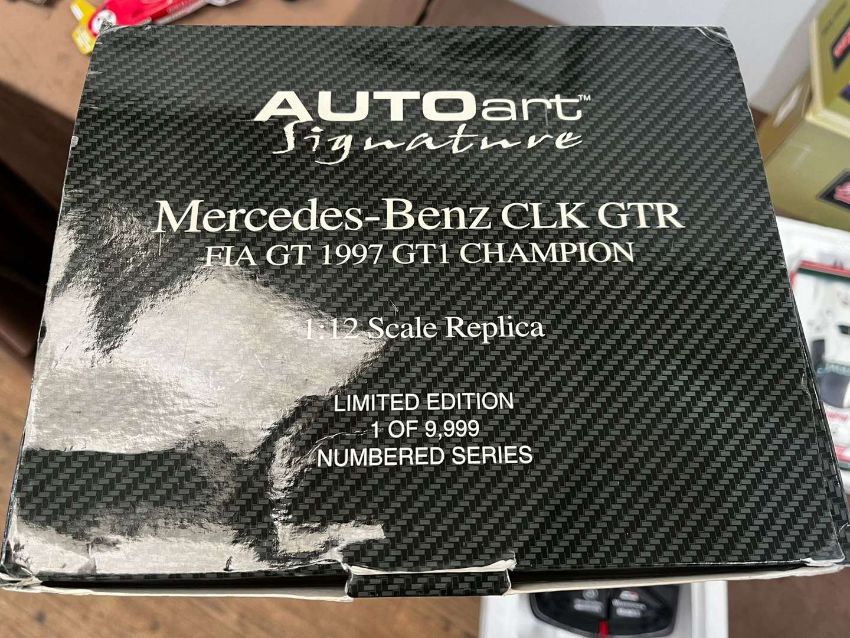 AUTOart™
Signature
Mercedes-Benz CLK GTR
FIA GT 1997 GT1 CHAMPION
1:12 Scale Replica
LIMITED EDITION
1 OF 9,999
NUMBERED SERIES